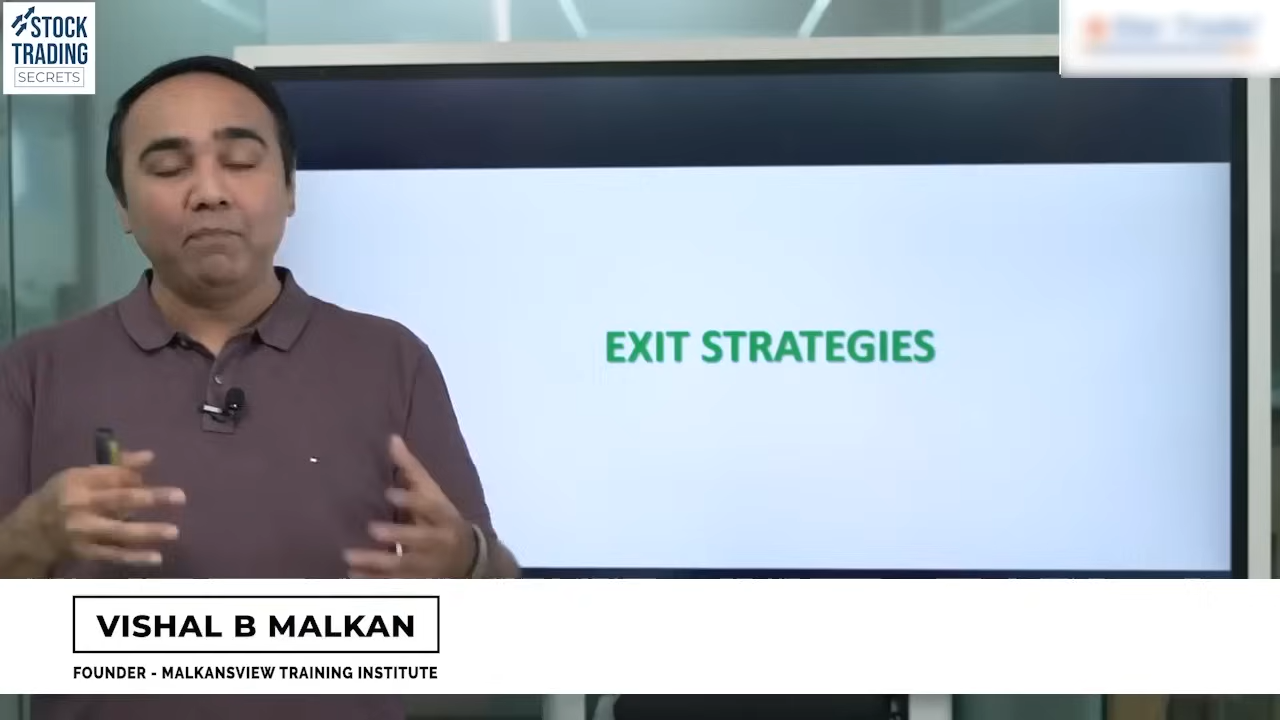 STOCK
TRADING
SECRETS
EXIT STRATEGIES
VISHAL B MALKAN
FOUNDER - MALKANSVIEW TRAINING INSTITUTE